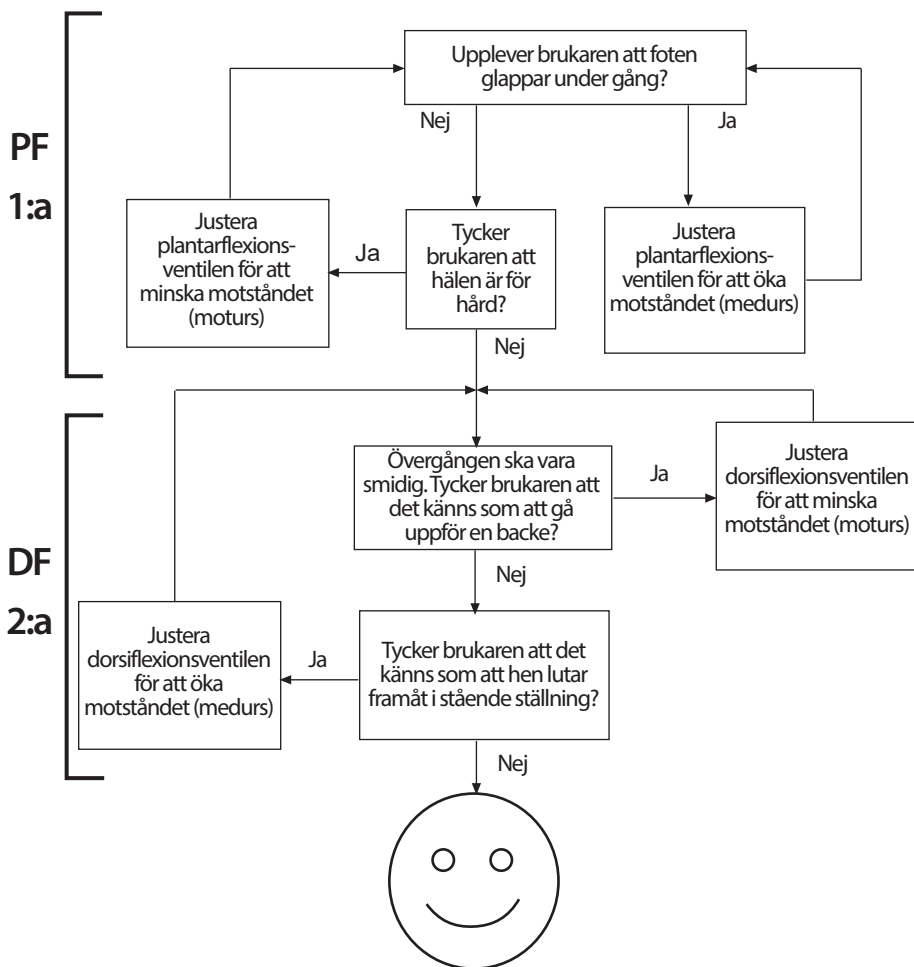 Upplever brukaren att foten
glappar under gång?
Nej
Ja
PF
1:a
Justera
plantarflexions-
ventilen för att
minska motståndet
(moturs)
Ja
Tycker
brukaren att
hälen är för
hård?
Justera
plantarflexions-
ventilen för att öka
motståndet (medurs)
Nej
Övergången ska vara
smidig. Tycker brukaren att
det känns som att gå
uppför en backe?
Ja
Justera
dorsiflexionsventilen
för att minska
motståndet (moturs)
DF
2:a
Nej
Justera
dorsiflexionsventilen
för att öka
motståndet (medurs)
Ja
Tycker brukaren att det
känns som att hen lutar
framåt i stående ställning?
Nej